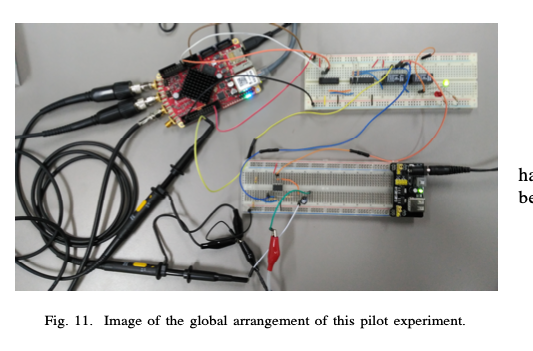 Fig. 11. Image of the global arrangement of this pilot experiment.
ha
be